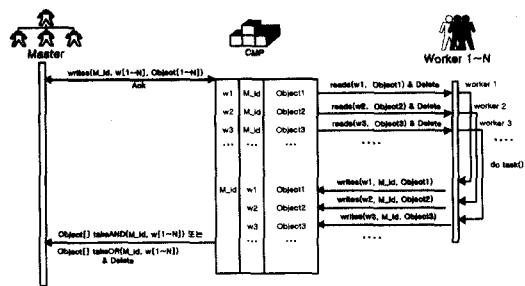 Master
CMP
Worker 1~N
writes(M_id, w[1~N], Object[1~N])
Ack
w1 M_id Object1
w2 M_id Object2
w3 M_id Object3
.... .... ....
reads(w1, Object1) & Delete
reads(w2, Object2) & Delete
reads(w3, Object3) & Delete
....
worker 1
worker 2
worker 3
do task()
M_id w1 Object1
w2 Object2
w3 Object3
.... ....
writes(w1, M_id, Object1)
writes(w2, M_id, Object2)
writes(w3, M_id, Object3)
....
Object[] takeAND(M_id, w[1~N]) 또는
Object[] takeOR(M_id, w[1~N])
& Delete